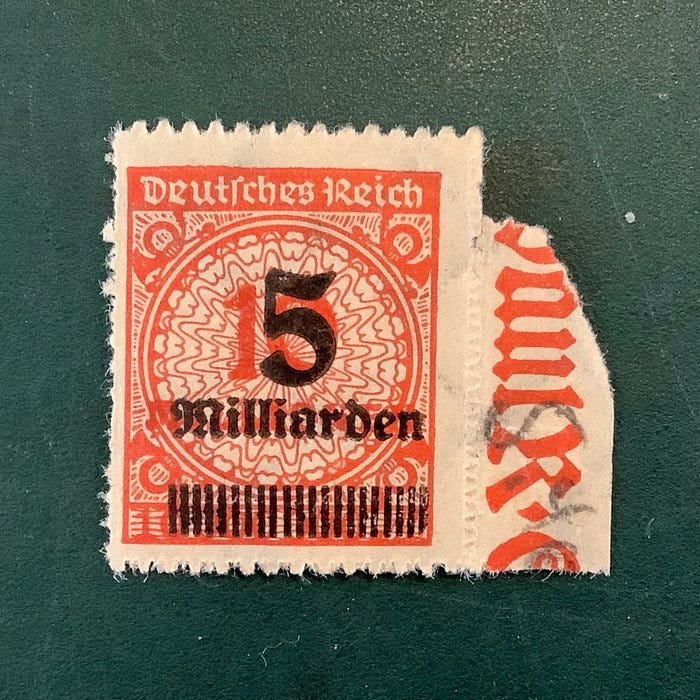 Deutsches Reich
5
Milliarden